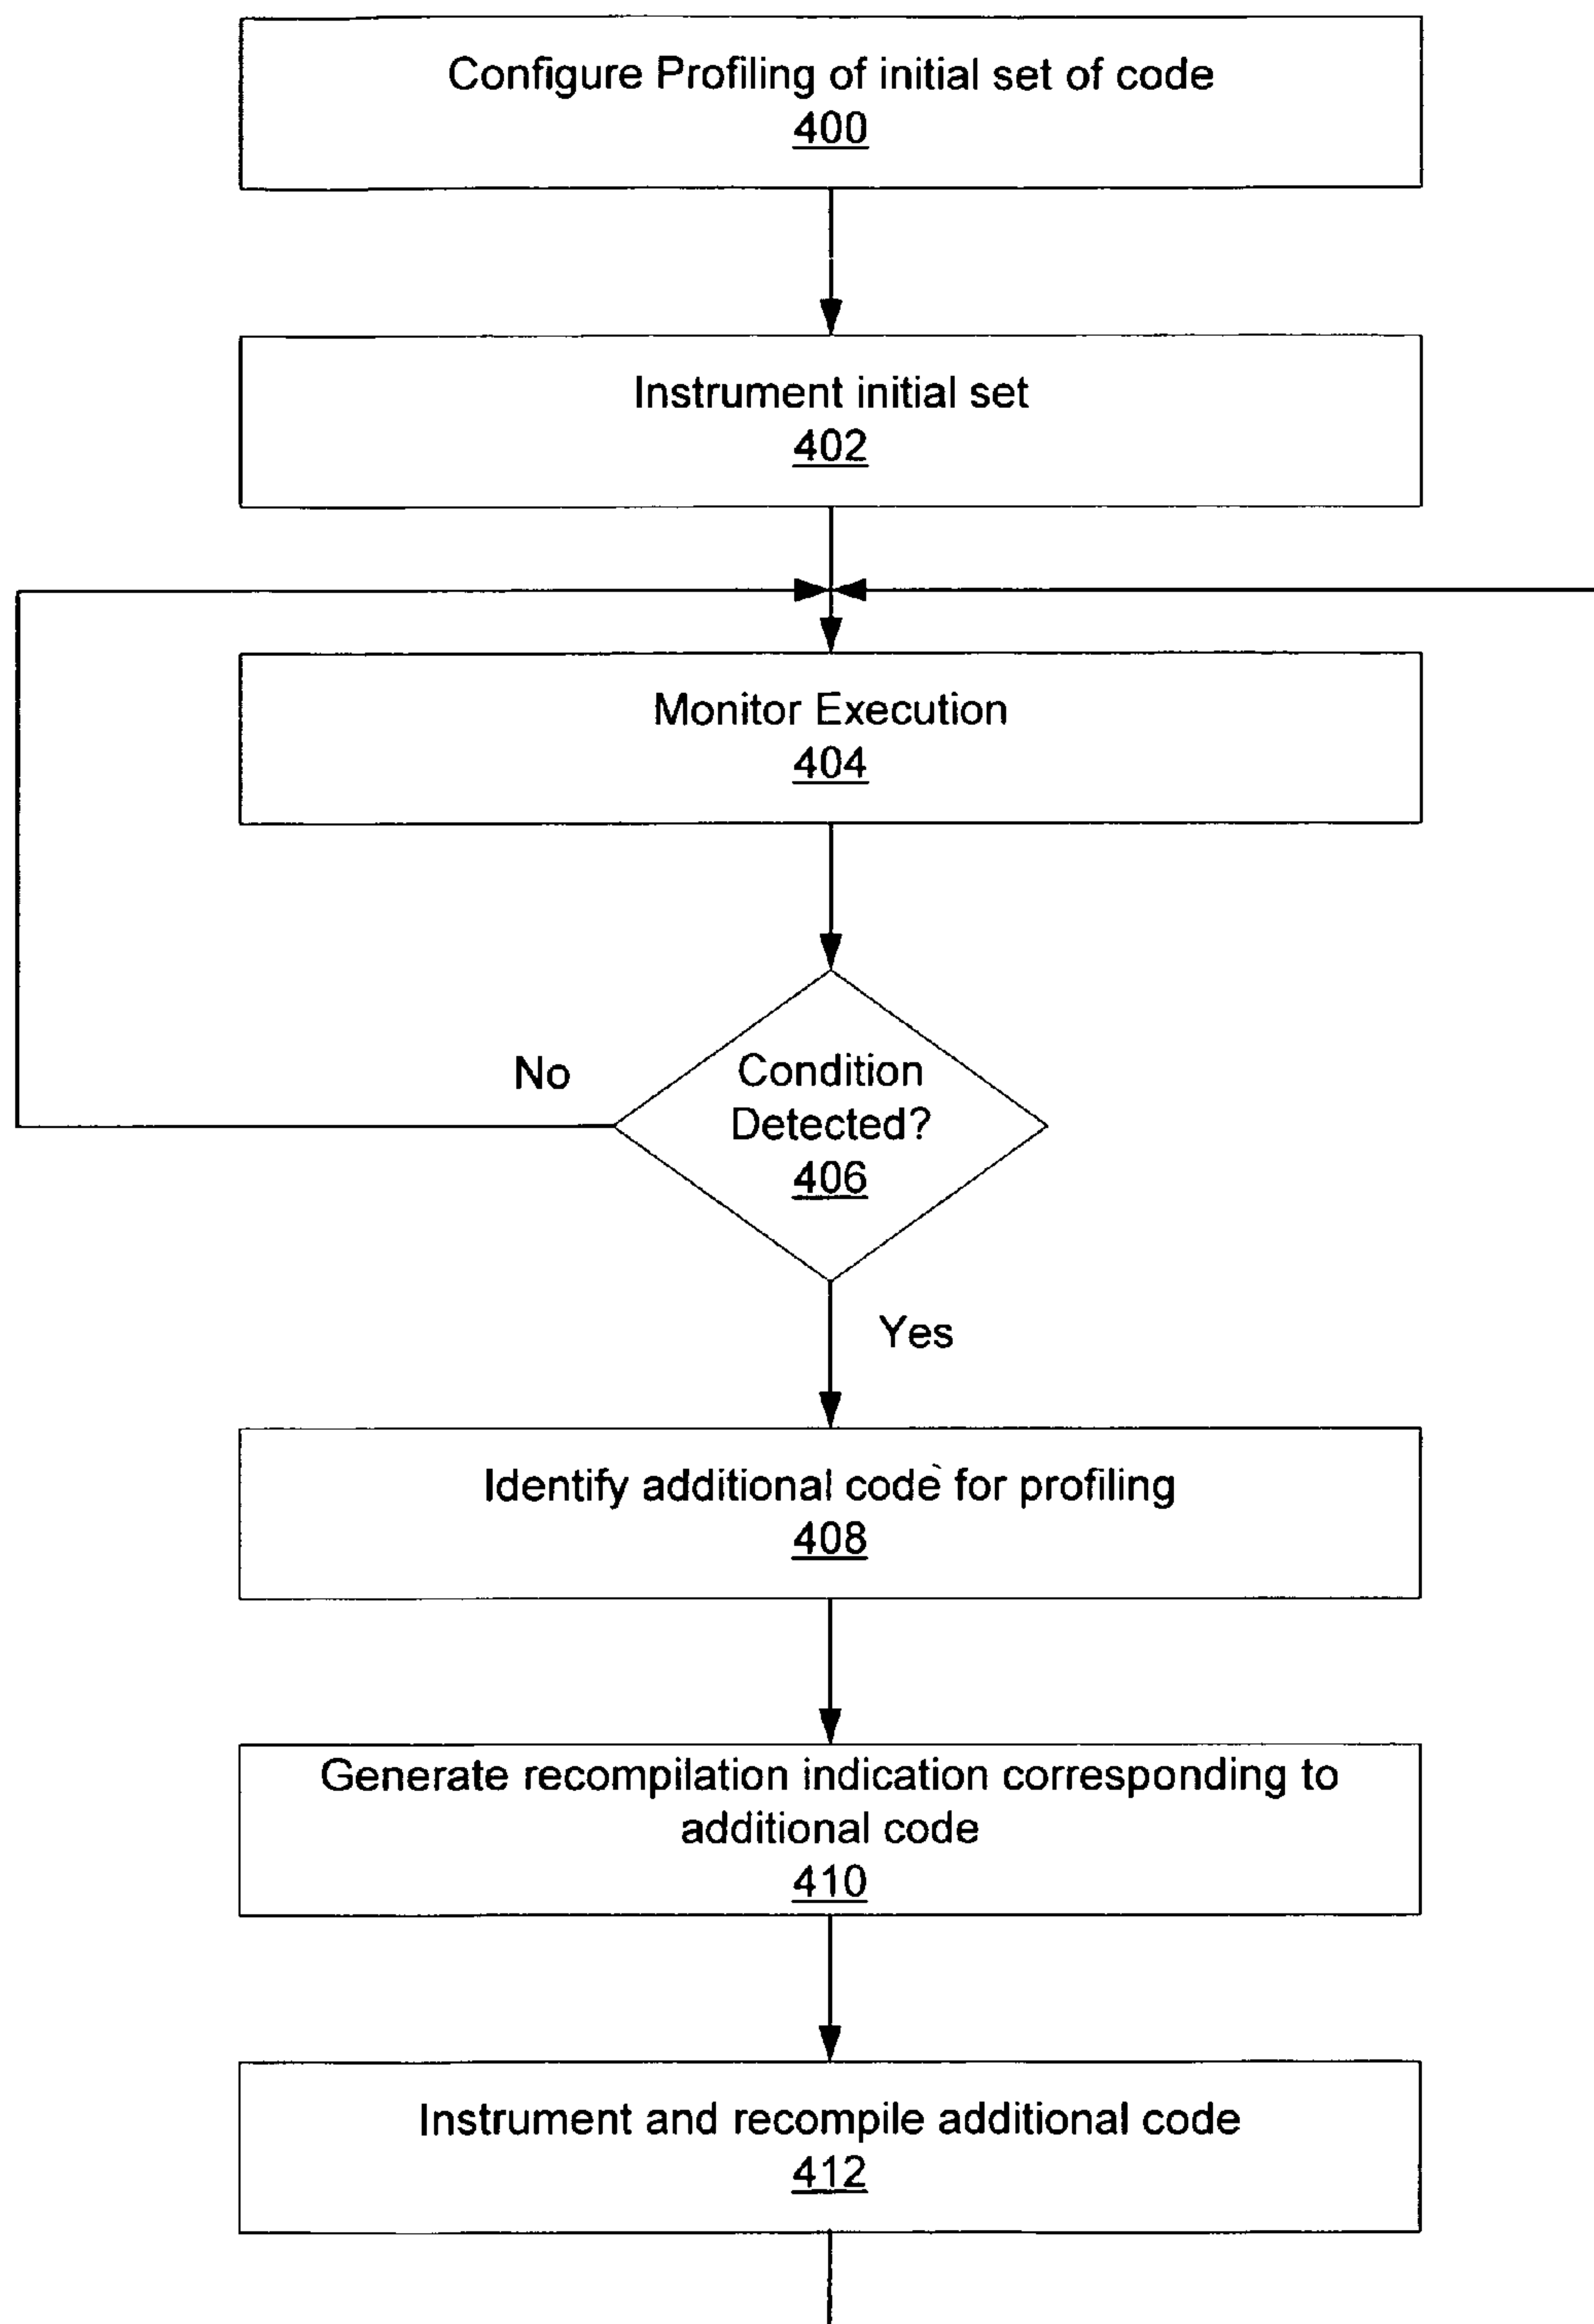 Configure Profiling of initial set of code
400
Instrument initial set
402
Monitor Execution
404
No
Condition
Detected?
406
Yes
Identify additional code for profiling
408
Generate recompilation indication corresponding to
additional code
410
Instrument and recompile additional code
412